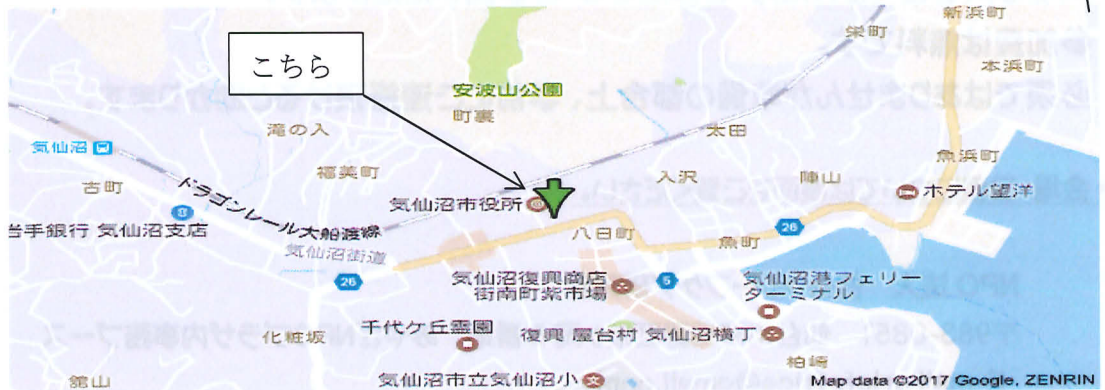 新浜町
栄町
本浜町
こちら
安波山公園
町裏
滝の入
太田
気仙沼
福美町
魚浜町
古町
入沢
陣山
ホテル望洋
ドラゴンレール大船渡線
気仙沼市役所
岩手銀行 気仙沼支店
八日町
26
魚町
気仙沼街道
26
気仙沼復興商店
街南町紫市場
5
気仙沼港フェリー
ターミナル
千代ケ丘霊園
化粧坂
復興 屋台村 気仙沼横丁
柏崎
舘山
気仙沼市立気仙沼小
Map data ©2017 Google, ZENRIN